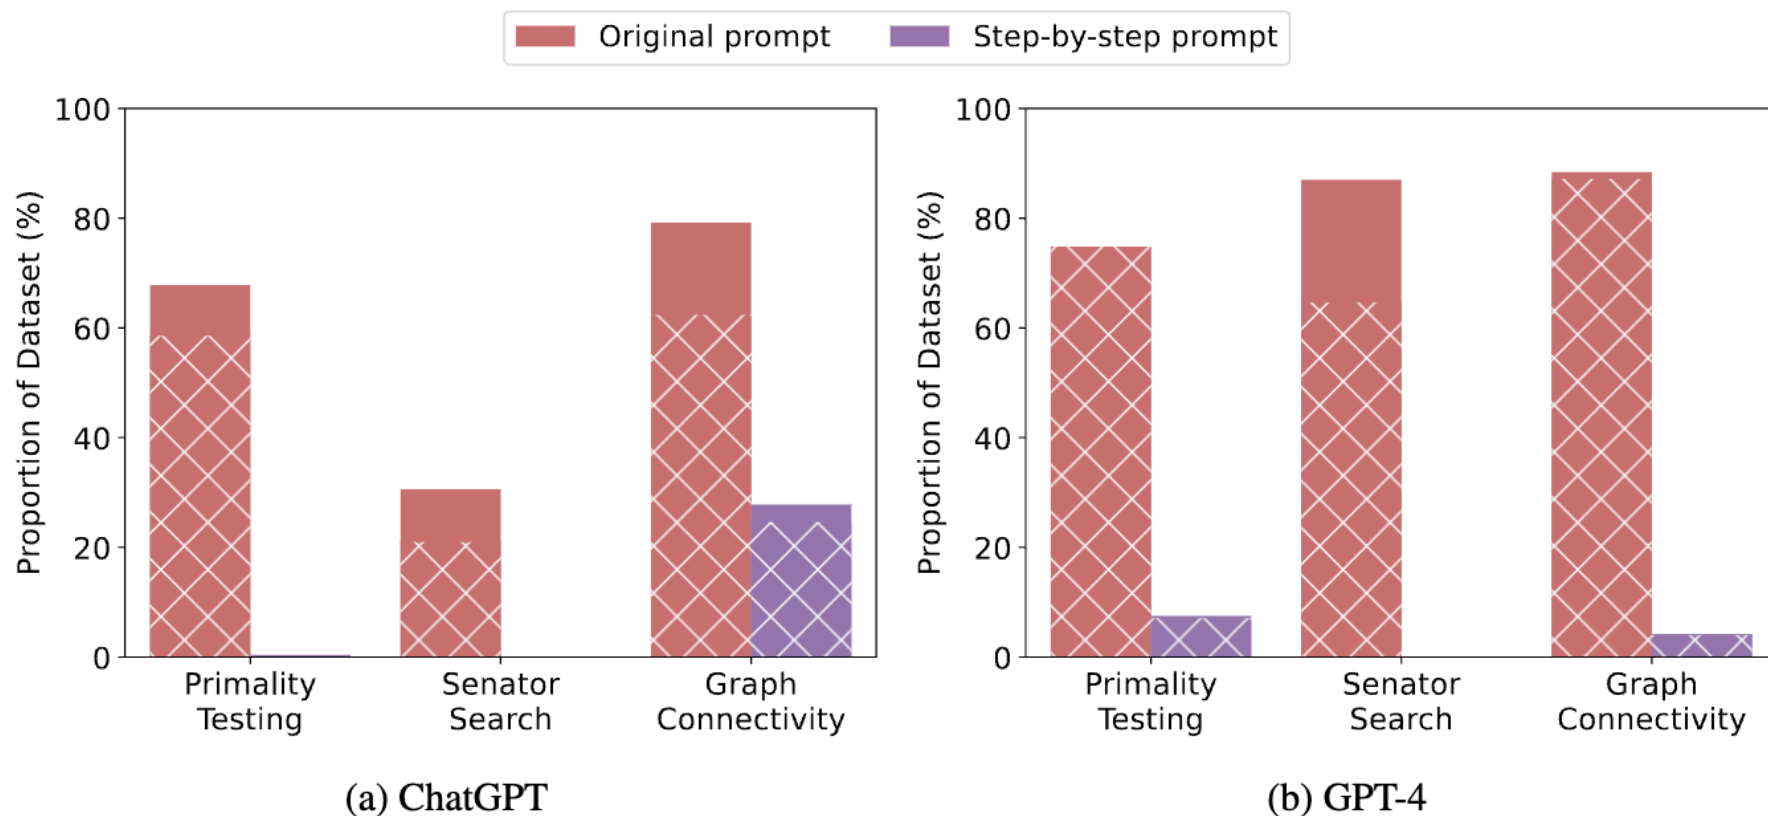 Original prompt
Step-by-step prompt
Proportion of Dataset (%)
100
80
60
40
20
0
Primality
Testing
Senator
Search
Graph
Connectivity
(a) ChatGPT
Proportion of Dataset (%)
100
80
60
40
20
0
Primality
Testing
Senator
Search
Graph
Connectivity
(b) GPT-4